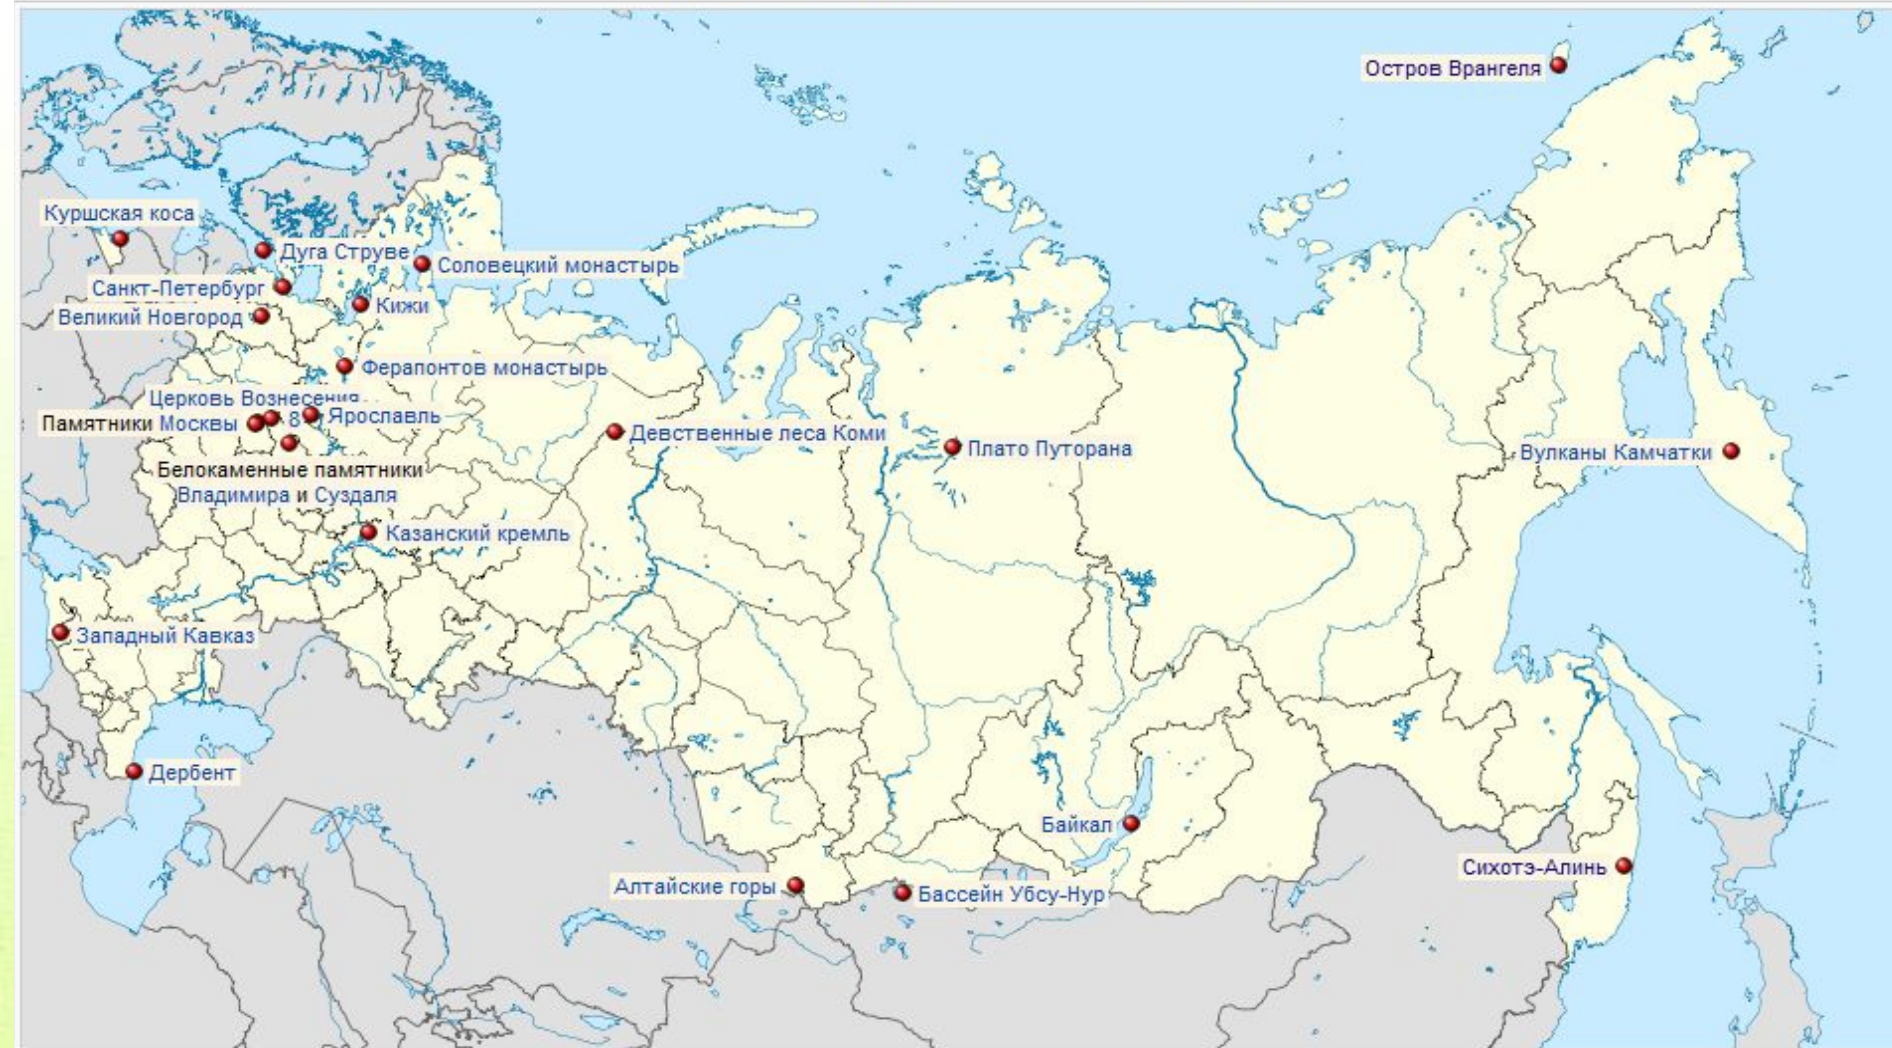 Остров Врангеля
Куршская коса
Дуга Струве
Соловецкий монастырь
Санкт-Петербург
Кижи
Великий Новгород
Ферапонтов монастырь
Церковь Вознесения
Памятники Москвы
8
Ярославль
Девственные леса Коми
Плато Путорана
Вулканы Камчатки
Белокаменные памятники
Владимира и Суздаля
Казанский кремль
Западный Кавказ
Дербент
Байкал
Сихотэ-Алинь
Алтайские горы
Бассейн Убсу-Нур